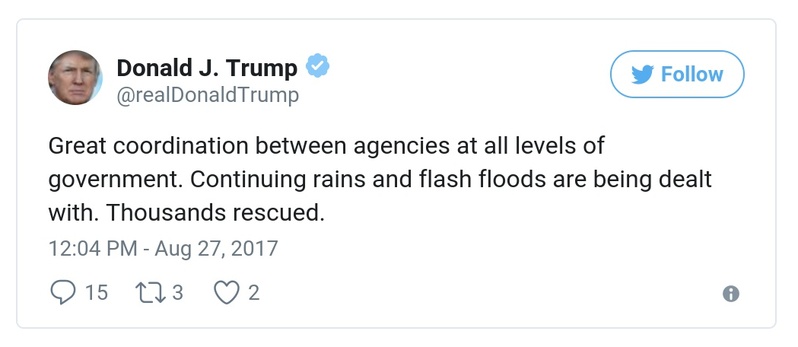 Donald J. Trump
Follow
@realDonaldTrump
Great coordination between agencies at all levels of
government. Continuing rains and flash floods are being dealt
with. Thousands rescued.
12:04 PM - Aug 27, 2017
15 3 2